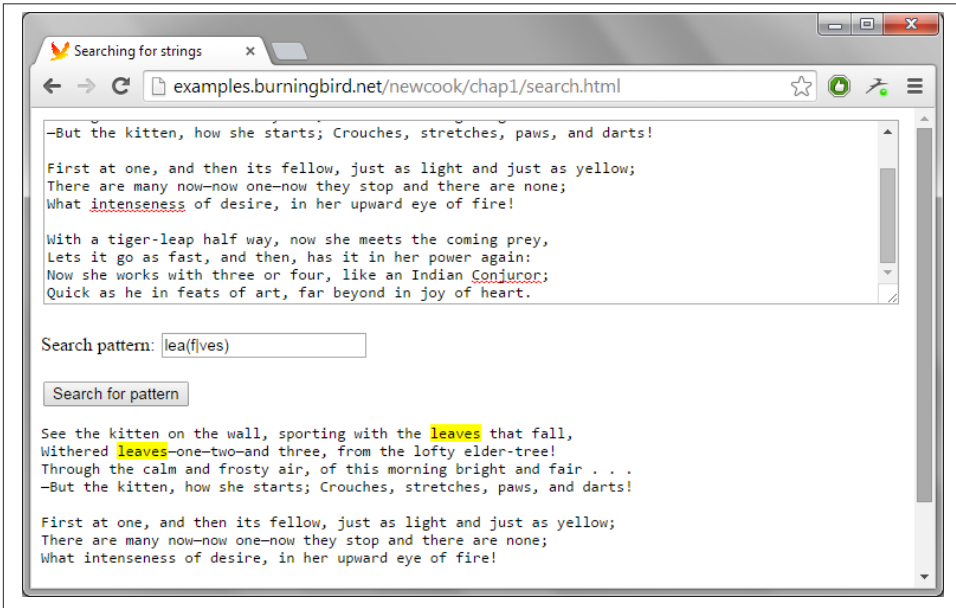 Searching for strings
examples.burningbird.net/newcook/chap1/search.html
—But the kitten, how she starts; Crouches, stretches, paws, and darts!
First at one, and then its fellow, just as light and just as yellow;
There are many now—now one—now they stop and there are none;
What intenseness of desire, in her upward eye of fire!
With a tiger-leap half way, now she meets the coming prey,
Lets it go as fast, and then, has it in her power again:
Now she works with three or four, like an Indian Conjuror;
Quick as he in feats of art, far beyond in joy of heart.
Search pattern: lea(f|ves)
Search for pattern
See the kitten on the wall, sporting with the leaves that fall,
Withered leaves—one—two—and three, from the lofty elder-tree!
Through the calm and frosty air, of this morning bright and fair . . .
—But the kitten, how she starts; Crouches, stretches, paws, and darts!
First at one, and then its fellow, just as light and just as yellow;
There are many now—now one—now they stop and there are none;
What intenseness of desire, in her upward eye of fire!